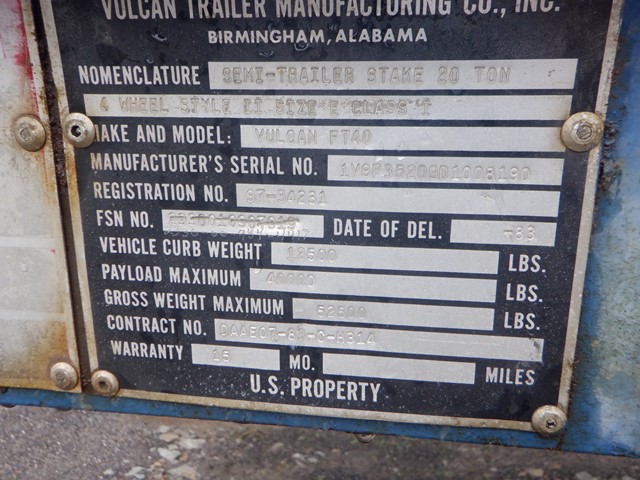 VULCAN TRAILER MANUFACTURING CO., INC.
BIRMINGHAM, ALABAMA
NOMENCLATURE SEMI-TRAILER STAKE 20 TON
4 WHEEL STYLE II SIZE E CLASS I
MAKE AND MODEL: VULCAN FT40
MANUFACTURER'S SERIAL NO.
REGISTRATION NO.
FSN NO. DATE OF DEL. -83
VEHICLE CURB WEIGHT 12500 LBS.
PAYLOAD MAXIMUM 40000 LBS.
GROSS WEIGHT MAXIMUM 52500 LBS.
CONTRACT NO.
WARRANTY 15 MO. MILES
U.S. PROPERTY